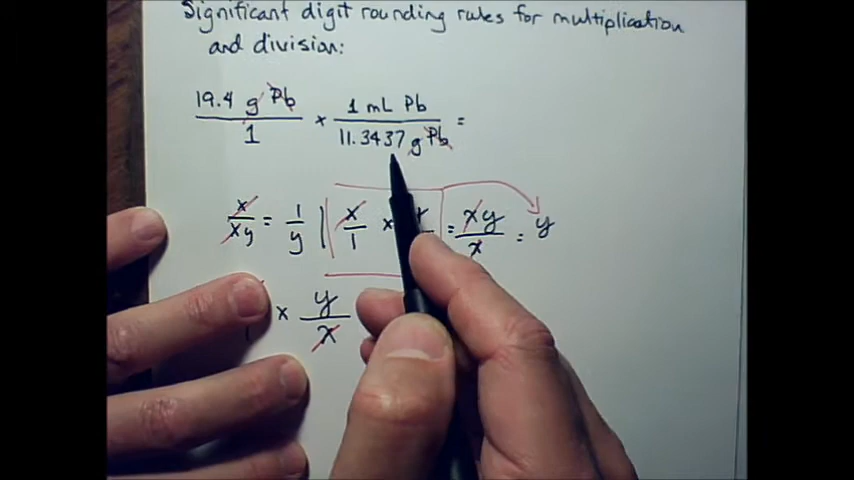 Significant digit rounding rules for multiplication
and division:
19.4 g Pb / 1 × 1 mL Pb / 11.3437 g Pb =
x / xy = 1 / y | x / 1 × = xy / x = y
× y / x